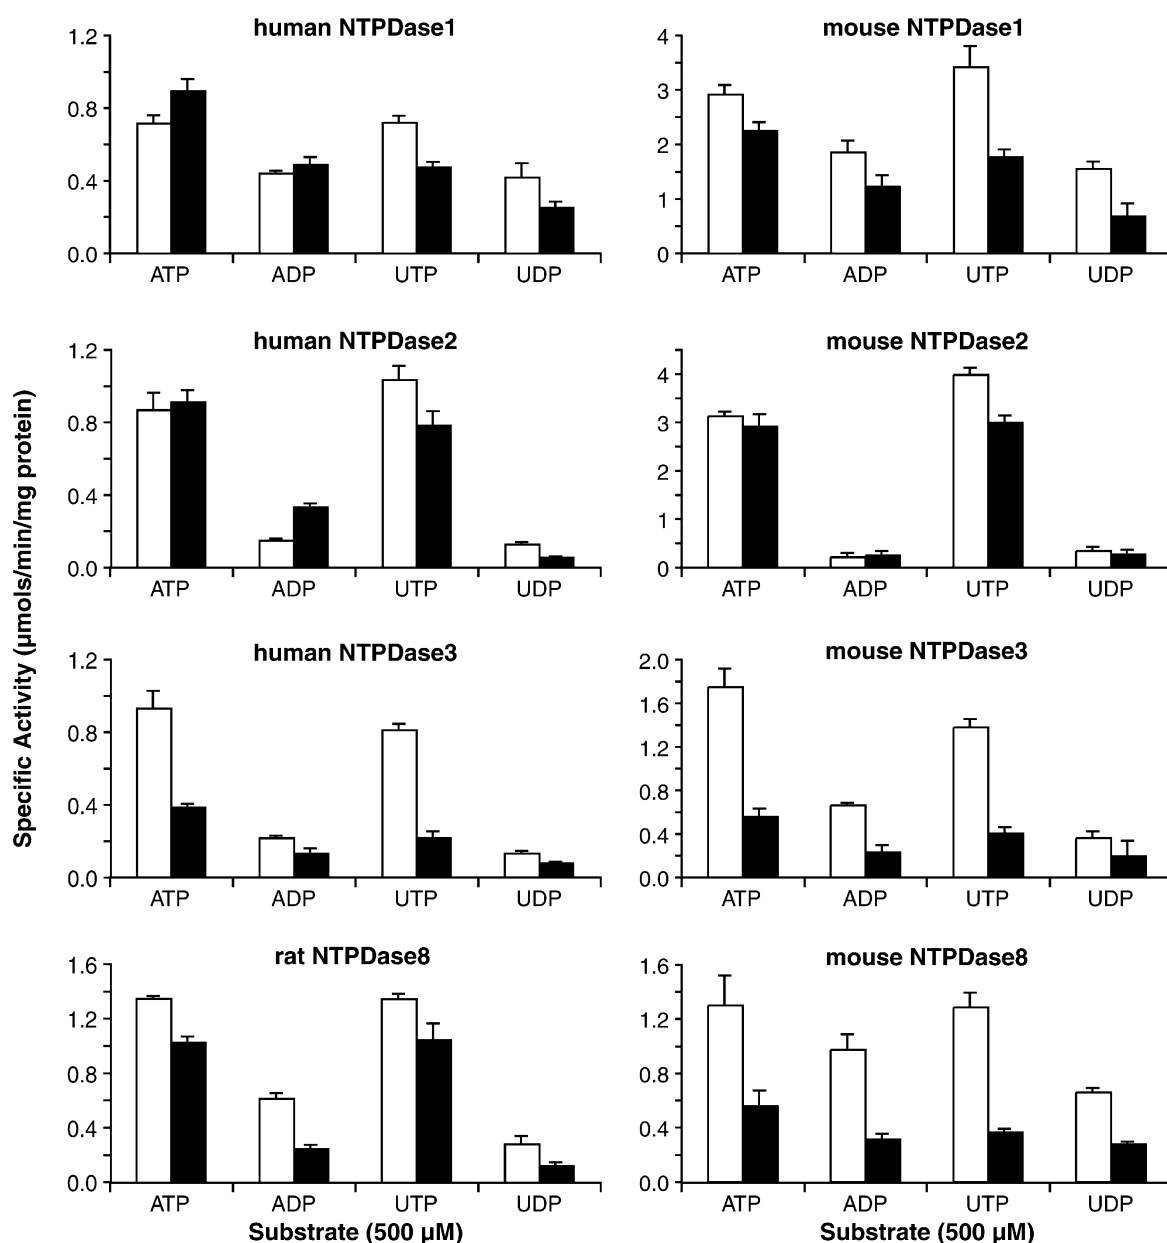 human NTPDase1
1.2
0.8
0.4
0.0
ATP ADP UTP UDP
mouse NTPDase1
4
3
2
1
0
ATP ADP UTP UDP
human NTPDase2
1.2
0.8
0.4
0.0
ATP ADP UTP UDP
mouse NTPDase2
4
3
2
1
0
ATP ADP UTP UDP
Specific Activity (µmols/min/mg protein)
human NTPDase3
1.2
0.8
0.4
0.0
ATP ADP UTP UDP
mouse NTPDase3
2.0
1.6
1.2
0.8
0.4
0.0
ATP ADP UTP UDP
rat NTPDase8
1.6
1.2
0.8
0.4
0.0
ATP ADP UTP UDP
Substrate (500 µM)
mouse NTPDase8
1.6
1.2
0.8
0.4
0.0
ATP ADP UTP UDP
Substrate (500 µM)